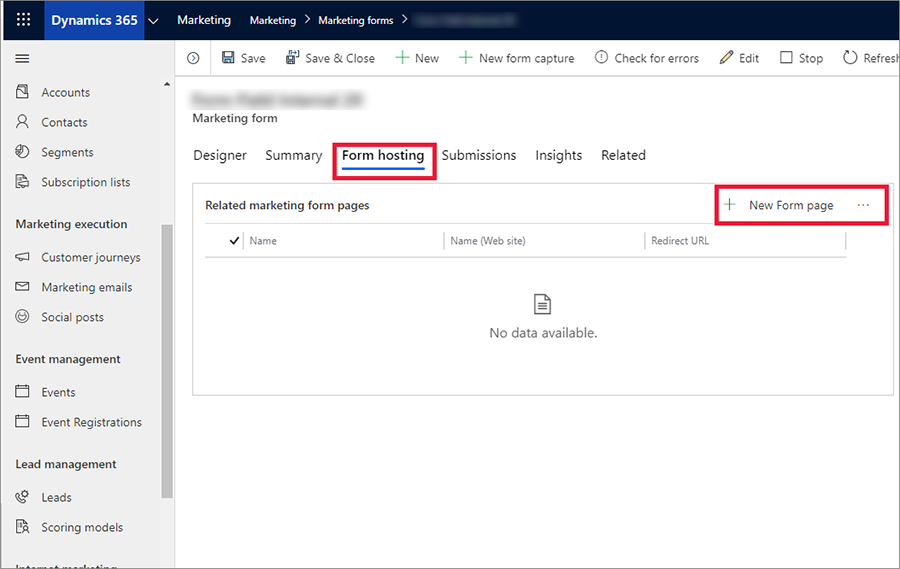 Dynamics 365 Marketing Marketing Marketing forms
Save Save & Close New New form capture Check for errors Edit Stop Refresh
Marketing form
Designer Summary Form hosting Submissions Insights Related
Related marketing form pages
New Form page
Name Name (Web site) Redirect URL
No data available.
Accounts
Contacts
Segments
Subscription lists
Marketing execution
Customer journeys
Marketing emails
Social posts
Event management
Events
Event Registrations
Lead management
Leads
Scoring models
Internet marketing